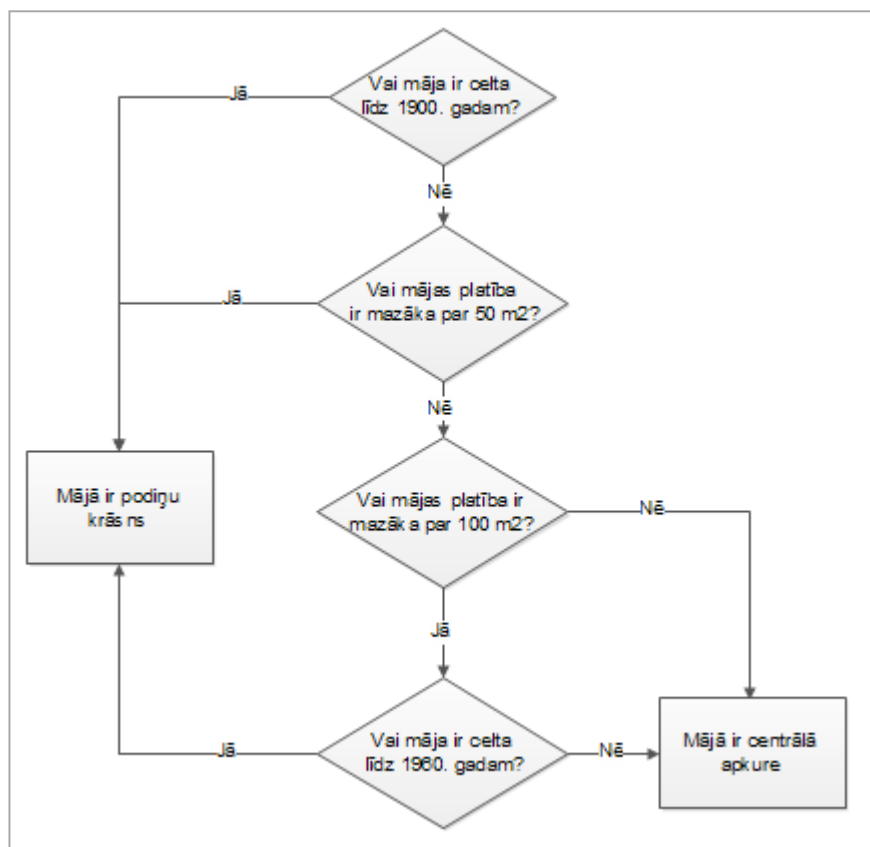 Vai māja ir celta
līdz 1900. gadam?
Jā
Nē
Vai mājas platība
ir mazāka par 50 m2?
Jā
Nē
Mājā ir podiņu
krāsns
Vai mājas platība ir
mazāka par 100 m2?
Nē
Jā
Vai māja ir celta
līdz 1960. gadam?
Jā
Nē
Mājā ir centrālā
apkure